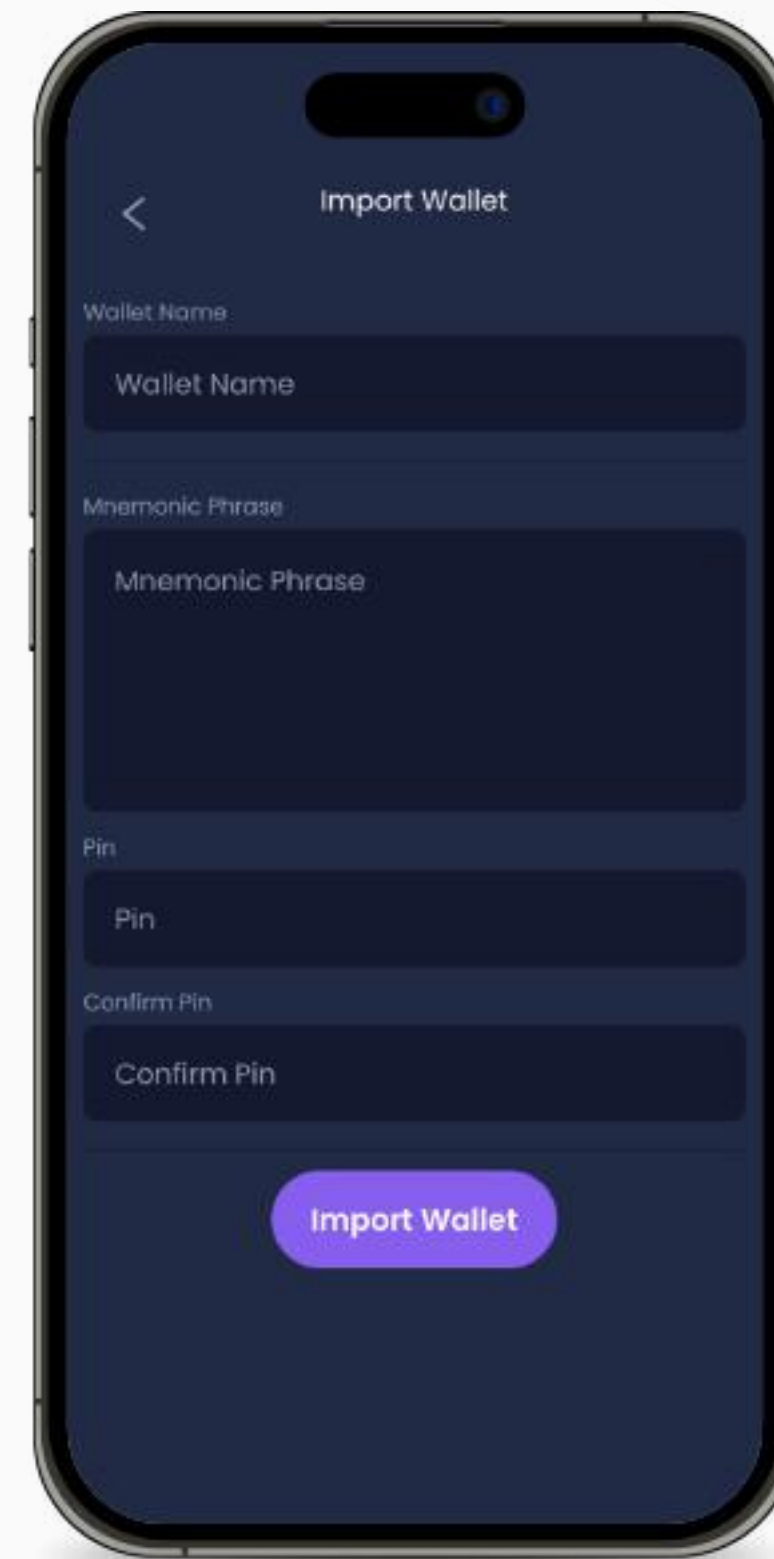 Import Wallet
Wallet Name
Wallet Name
Mnemonic Phrase
Mnemonic Phrase
Pin
Pin
Confirm Pin
Confirm Pin
Import Wallet